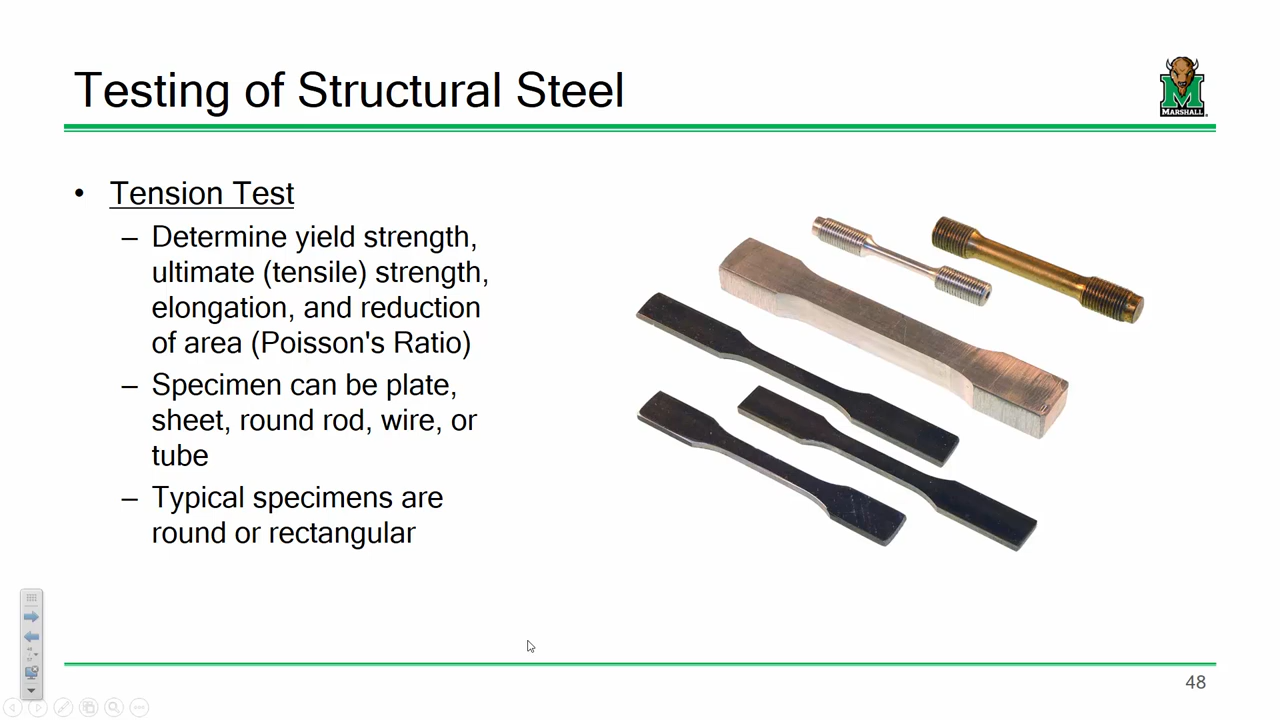 Testing of Structural Steel
MARSHALL
• Tension Test
– Determine yield strength,
ultimate (tensile) strength,
elongation, and reduction
of area (Poisson's Ratio)
– Specimen can be plate,
sheet, round rod, wire, or
tube
– Typical specimens are
round or rectangular
48